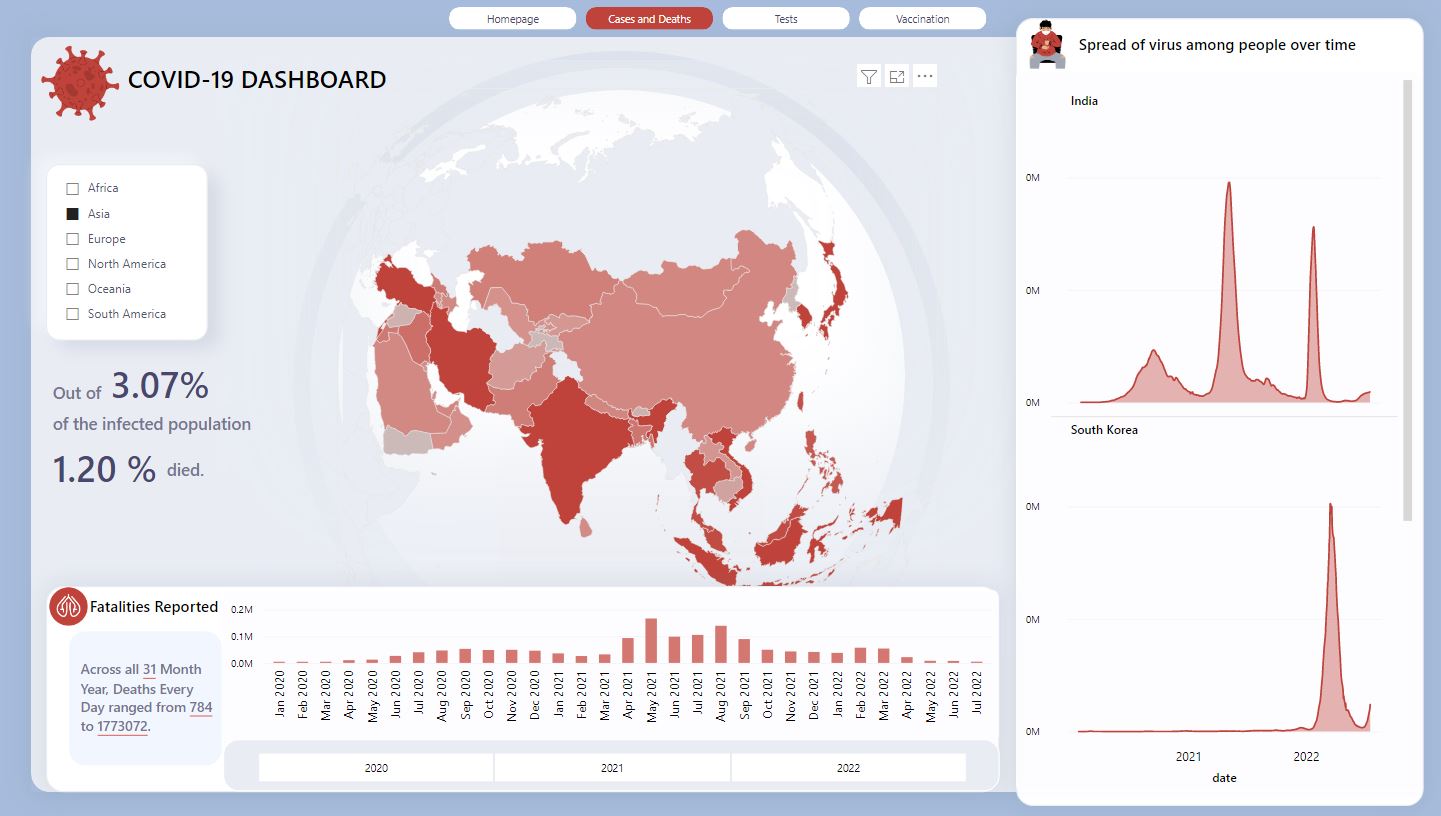 Homepage
Cases and Deaths
Tests
Vaccination
COVID-19 DASHBOARD
Africa
Asia
Europe
North America
Oceania
South America
Out of 3.07%
of the infected population
1.20 % died.
Fatalities Reported
Across all 31 Month
Year, Deaths Every
Day ranged from 784
to 1773072.
0.2M
0.1M
0.0M
Jan 2020
Feb 2020
Mar 2020
Apr 2020
May 2020
Jun 2020
Jul 2020
Aug 2020
Sep 2020
Oct 2020
Nov 2020
Dec 2020
Jan 2021
Feb 2021
Mar 2021
Apr 2021
May 2021
Jun 2021
Jul 2021
Aug 2021
Sep 2021
Oct 2021
Nov 2021
Dec 2021
Jan 2022
Feb 2022
Mar 2022
Apr 2022
May 2022
Jun 2022
Jul 2022
2020
2021
2022
Spread of virus among people over time
India
0M
0M
0M
South Korea
0M
0M
0M
2021
2022
date